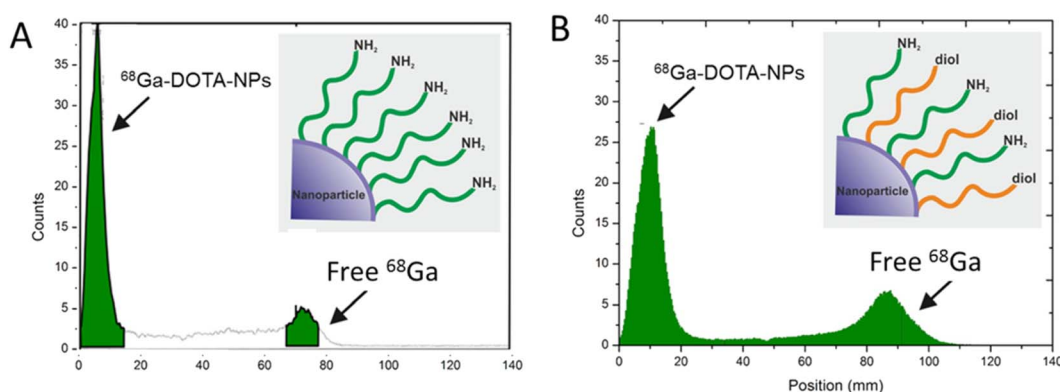 A
40
35
30
25
20
15
10
5
0
Counts
0 20 40 60 80 100 120 140
⁶⁸Ga-DOTA-NPs
Free ⁶⁸Ga
NH₂
NH₂
NH₂
NH₂
NH₂
NH₂
Nanoparticle
B
40
35
30
25
20
15
10
5
0
Counts
0 20 40 60 80 100 120 140
Position (mm)
⁶⁸Ga-DOTA-NPs
Free ⁶⁸Ga
NH₂
diol
NH₂
diol
NH₂
diol
Nanoparticle